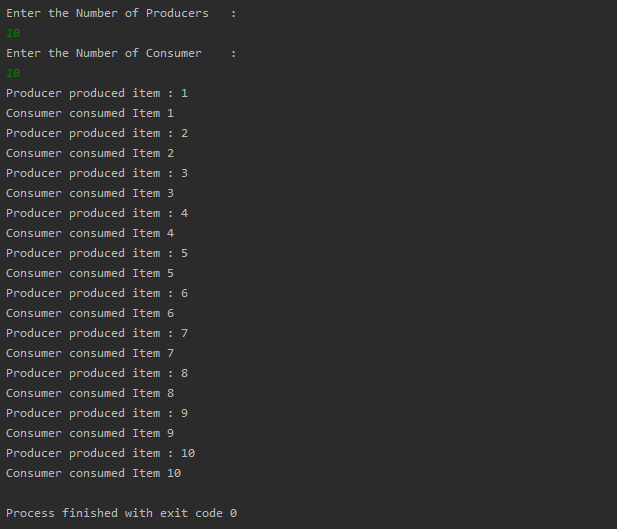 Enter the Number of Producers   :
10
Enter the Number of Consumer    :
10
Producer produced item : 1
Consumer consumed Item 1
Producer produced item : 2
Consumer consumed Item 2
Producer produced item : 3
Consumer consumed Item 3
Producer produced item : 4
Consumer consumed Item 4
Producer produced item : 5
Consumer consumed Item 5
Producer produced item : 6
Consumer consumed Item 6
Producer produced item : 7
Consumer consumed Item 7
Producer produced item : 8
Consumer consumed Item 8
Producer produced item : 9
Consumer consumed Item 9
Producer produced item : 10
Consumer consumed Item 10
Process finished with exit code 0